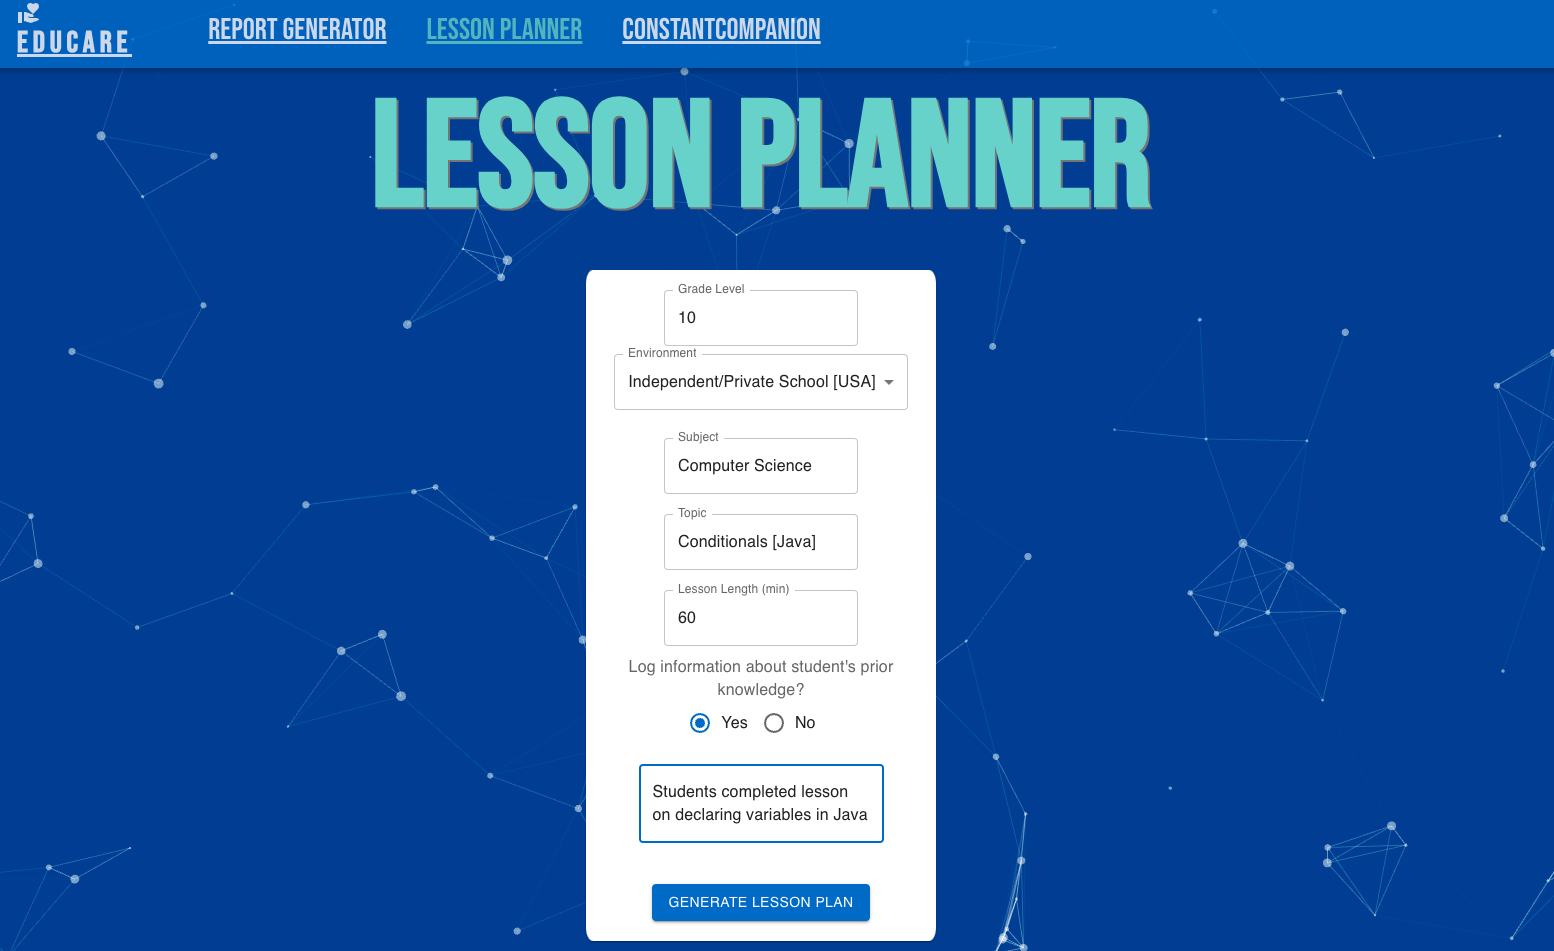 EDUCARE
REPORT GENERATOR
LESSON PLANNER
CONSTANTCOMPANION
LESSON PLANNER
Grade Level
10
Environment
Independent/Private School [USA]
Subject
Computer Science
Topic
Conditionals [Java]
Lesson Length (min)
60
Log information about student's prior
knowledge?
Yes
No
Students completed lesson
on declaring variables in Java
GENERATE LESSON PLAN